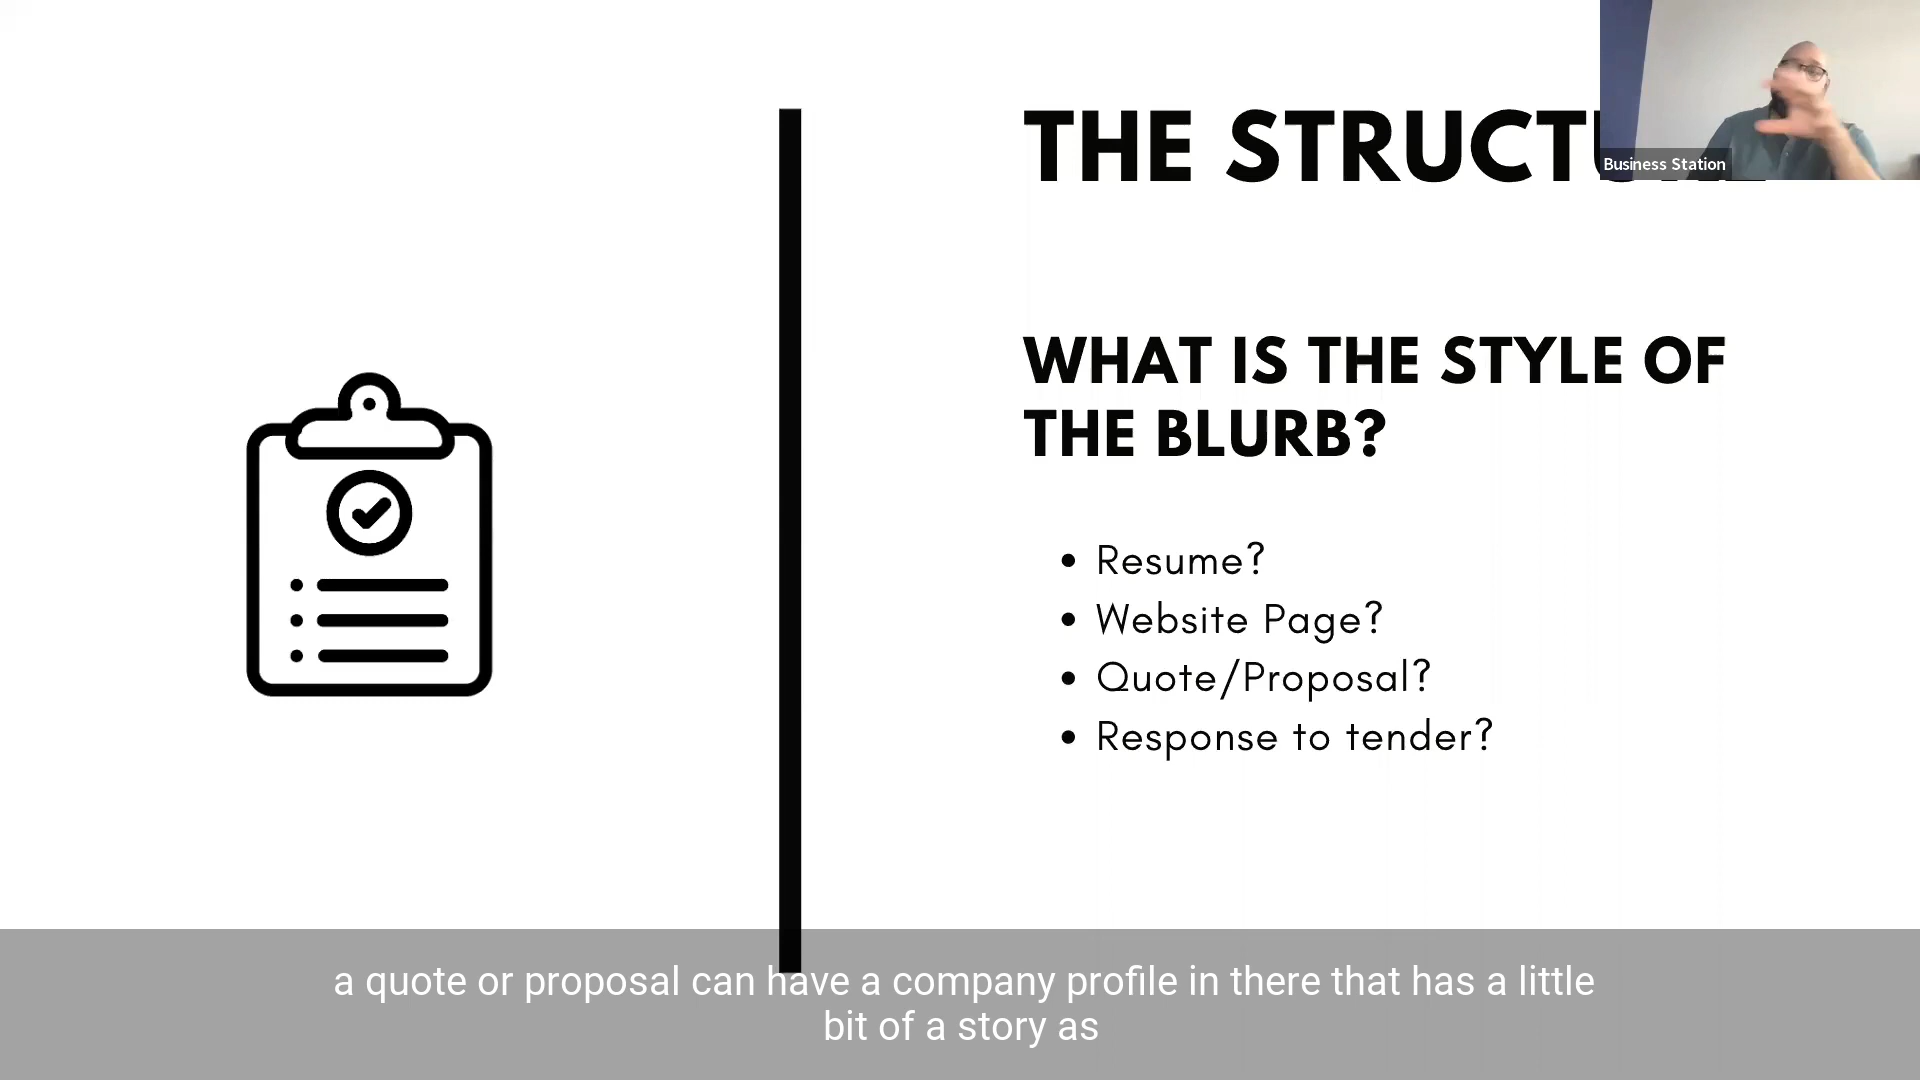 THE STRUCTURE
Business Station
WHAT IS THE STYLE OF
THE BLURB?
• Resume?
• Website Page?
• Quote/Proposal?
• Response to tender?
a quote or proposal can have a company profile in there that has a little
bit of a story as